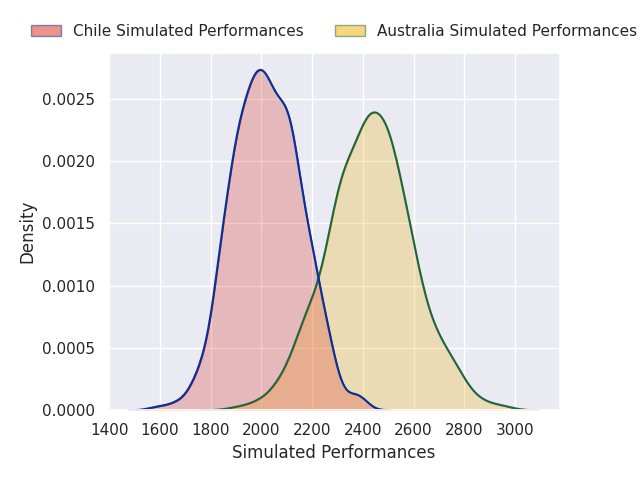 Chile Simulated Performances
Australia Simulated Performances
0.0025
0.0020
0.0015
0.0010
0.0005
0.0000
Density
1400 1600 1800 2000 2200 2400 2600 2800 3000
Simulated Performances